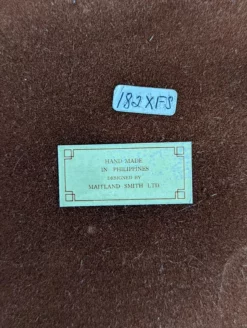 182XFS
HAND MADE
IN PHILIPPINES
DESIGNED BY
MAITLAND SMITH LTD